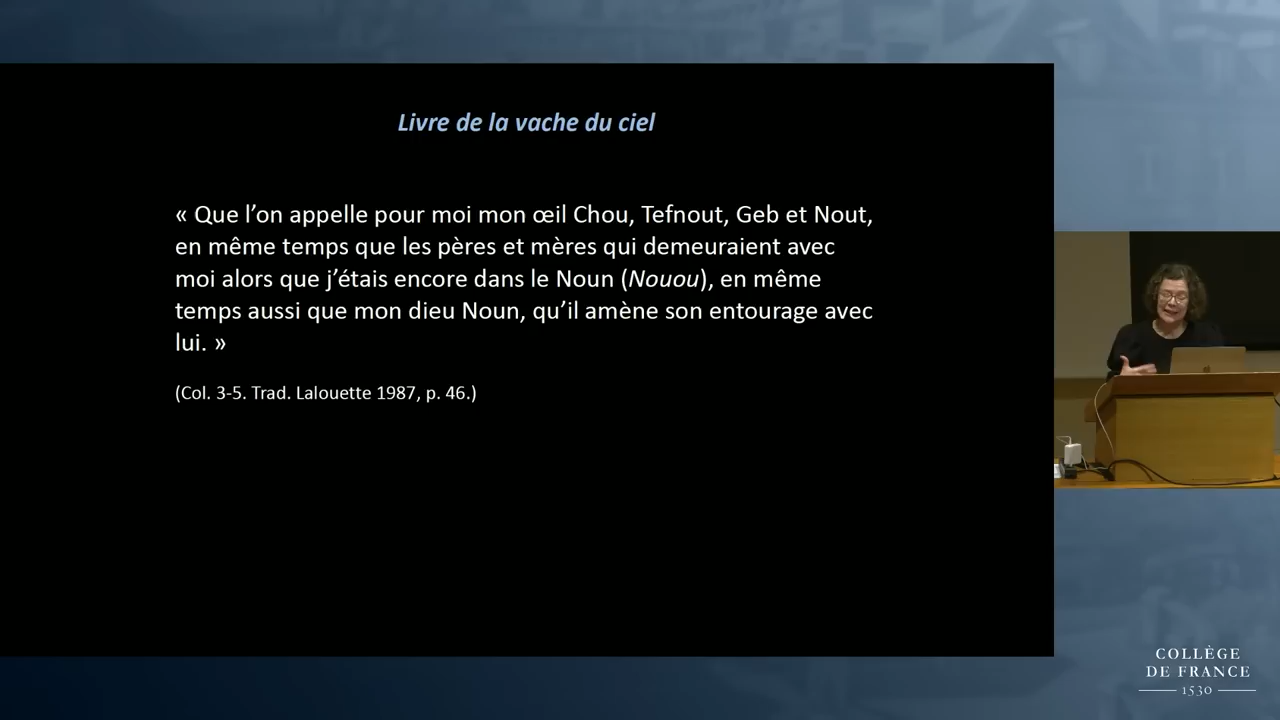 Livre de la vache du ciel
« Que l’on appelle pour moi mon œil Chou, Tefnout, Geb et Nout,
en même temps que les pères et mères qui demeuraient avec
moi alors que j’étais encore dans le Noun (Nouou), en même
temps aussi que mon dieu Noun, qu’il amène son entourage avec
lui. »
(Col. 3-5. Trad. Lalouette 1987, p. 46.)
COLLÈGE
DE FRANCE
1530